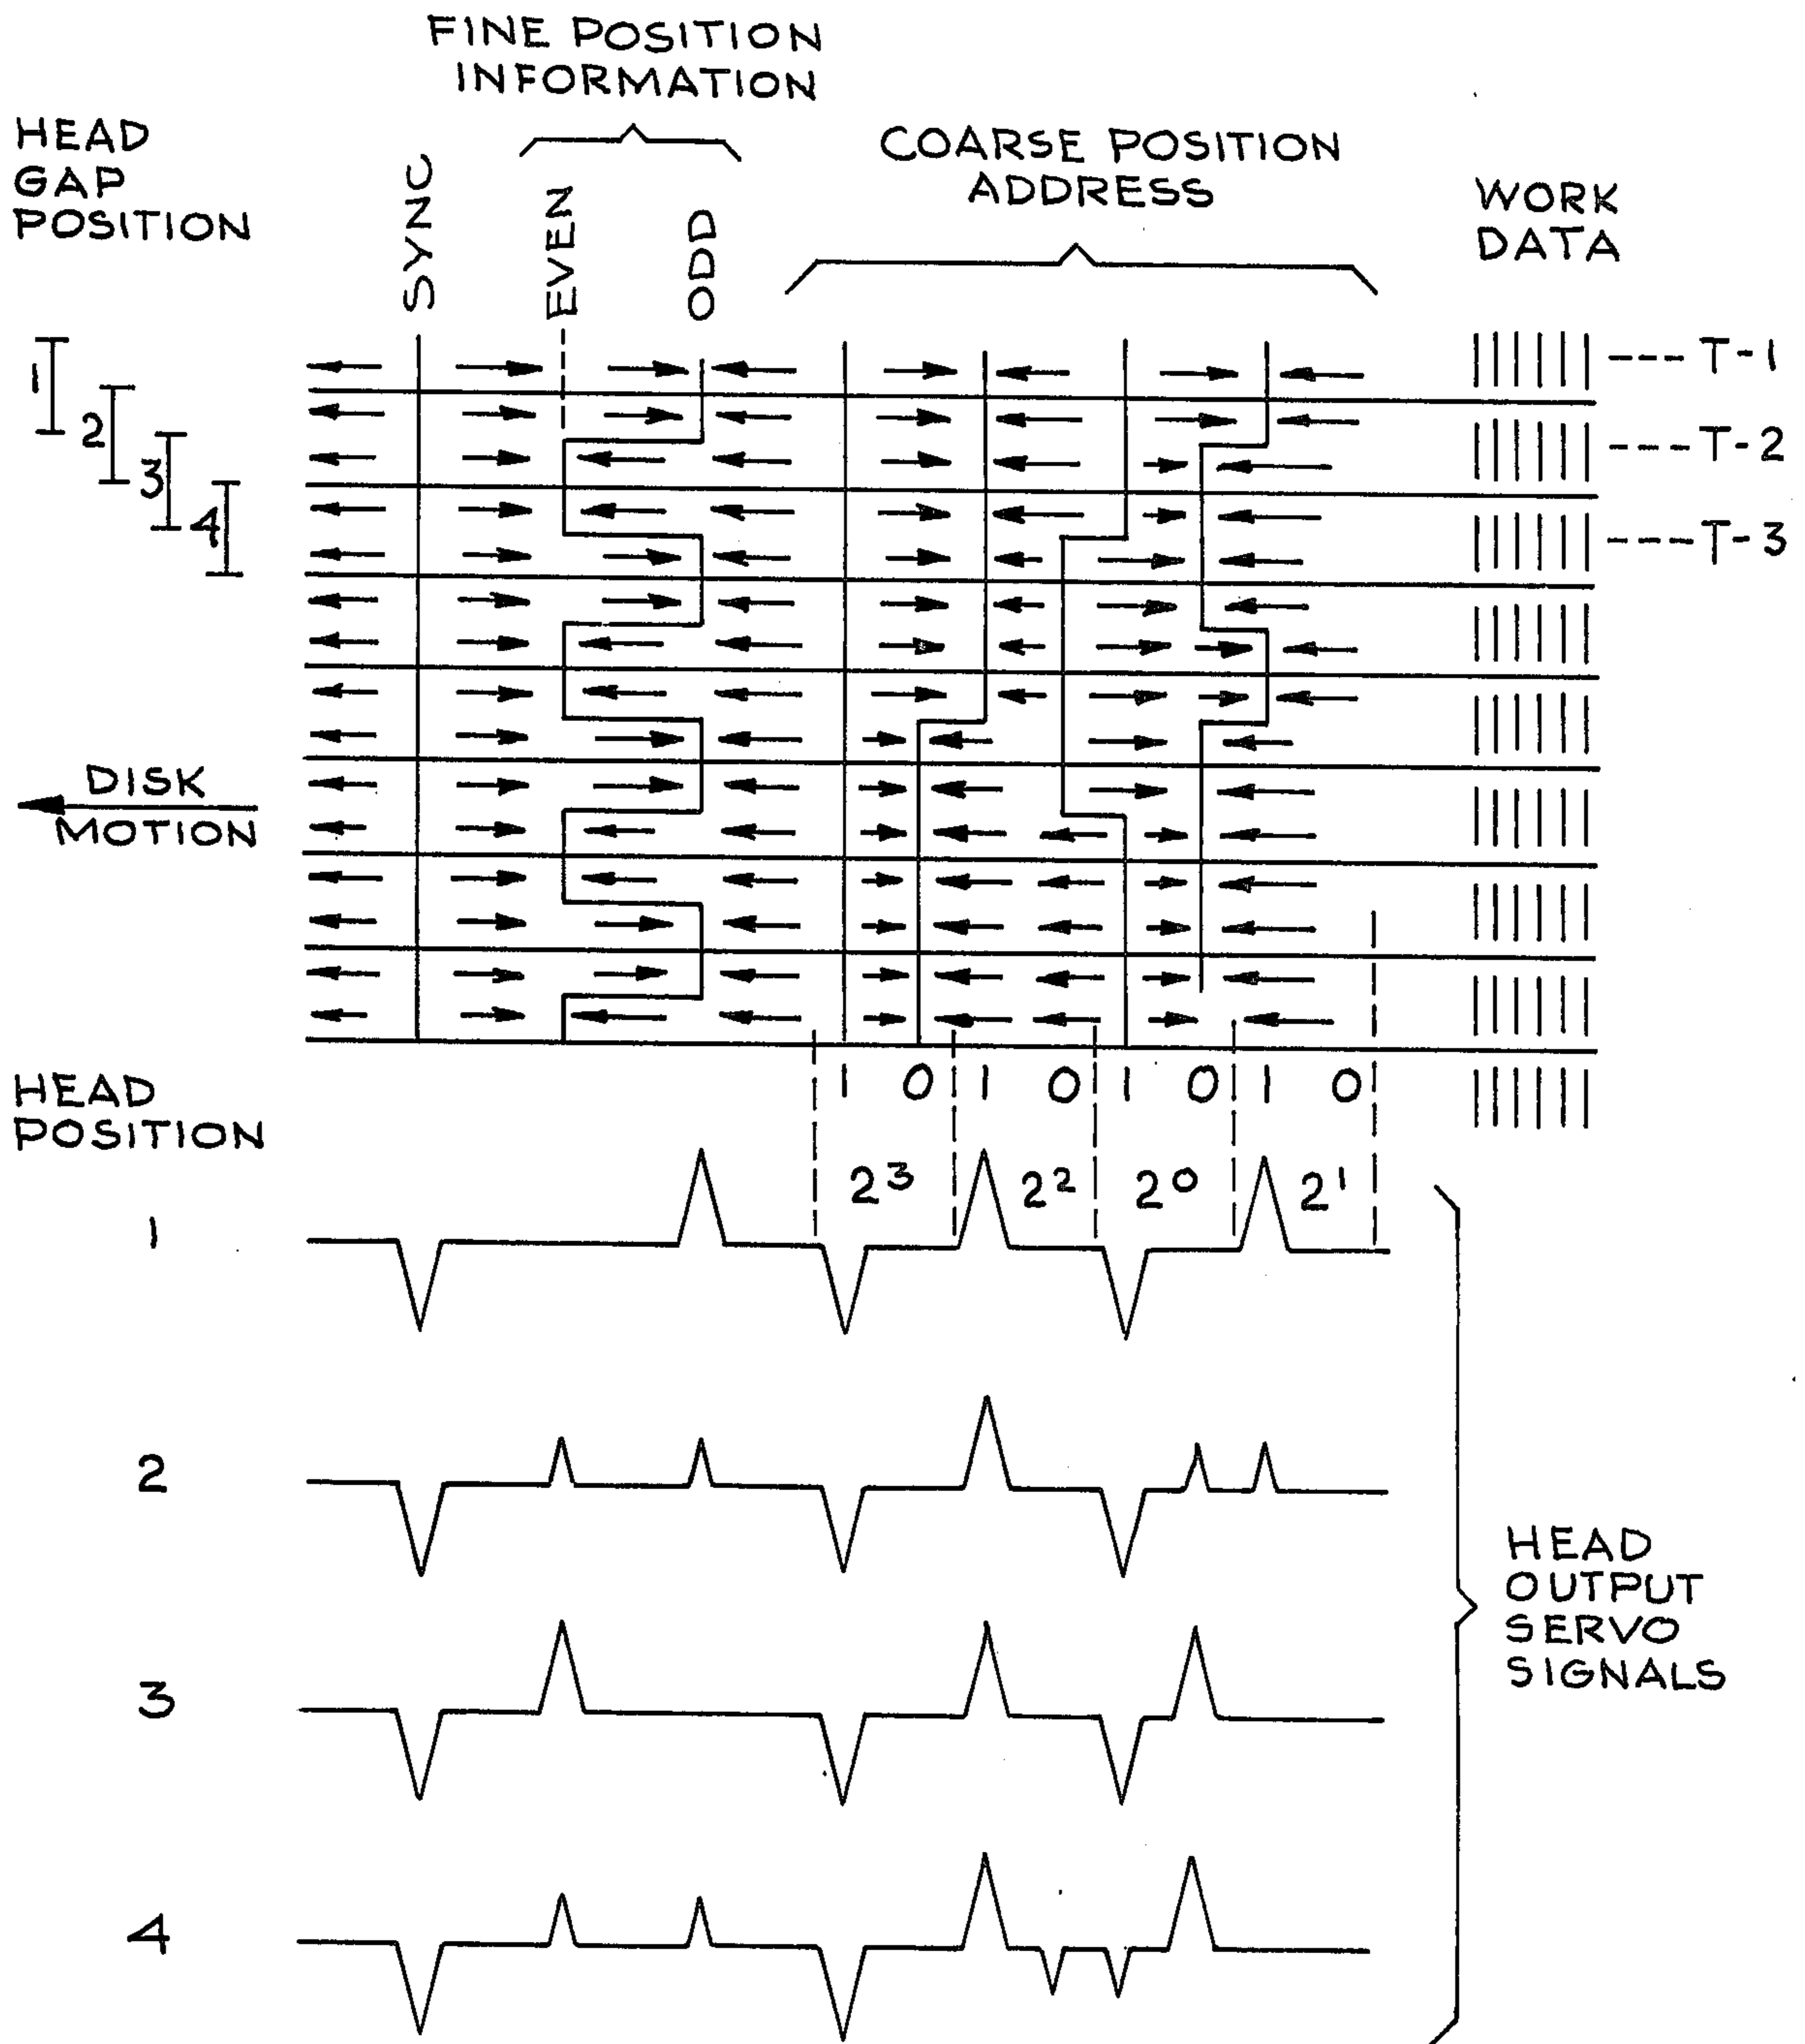 FINE POSITION
INFORMATION
HEAD
GAP
POSITION
SYNC
EVEN
ODD
COARSE POSITION
ADDRESS
WORK
DATA
1
2
3
4
T-1
T-2
T-3
DISK
MOTION
1 0 1 0 1 0 1 0
HEAD
POSITION
2³ 2² 2⁰ 2¹
1
2
3
4
HEAD
OUTPUT
SERVO
SIGNALS